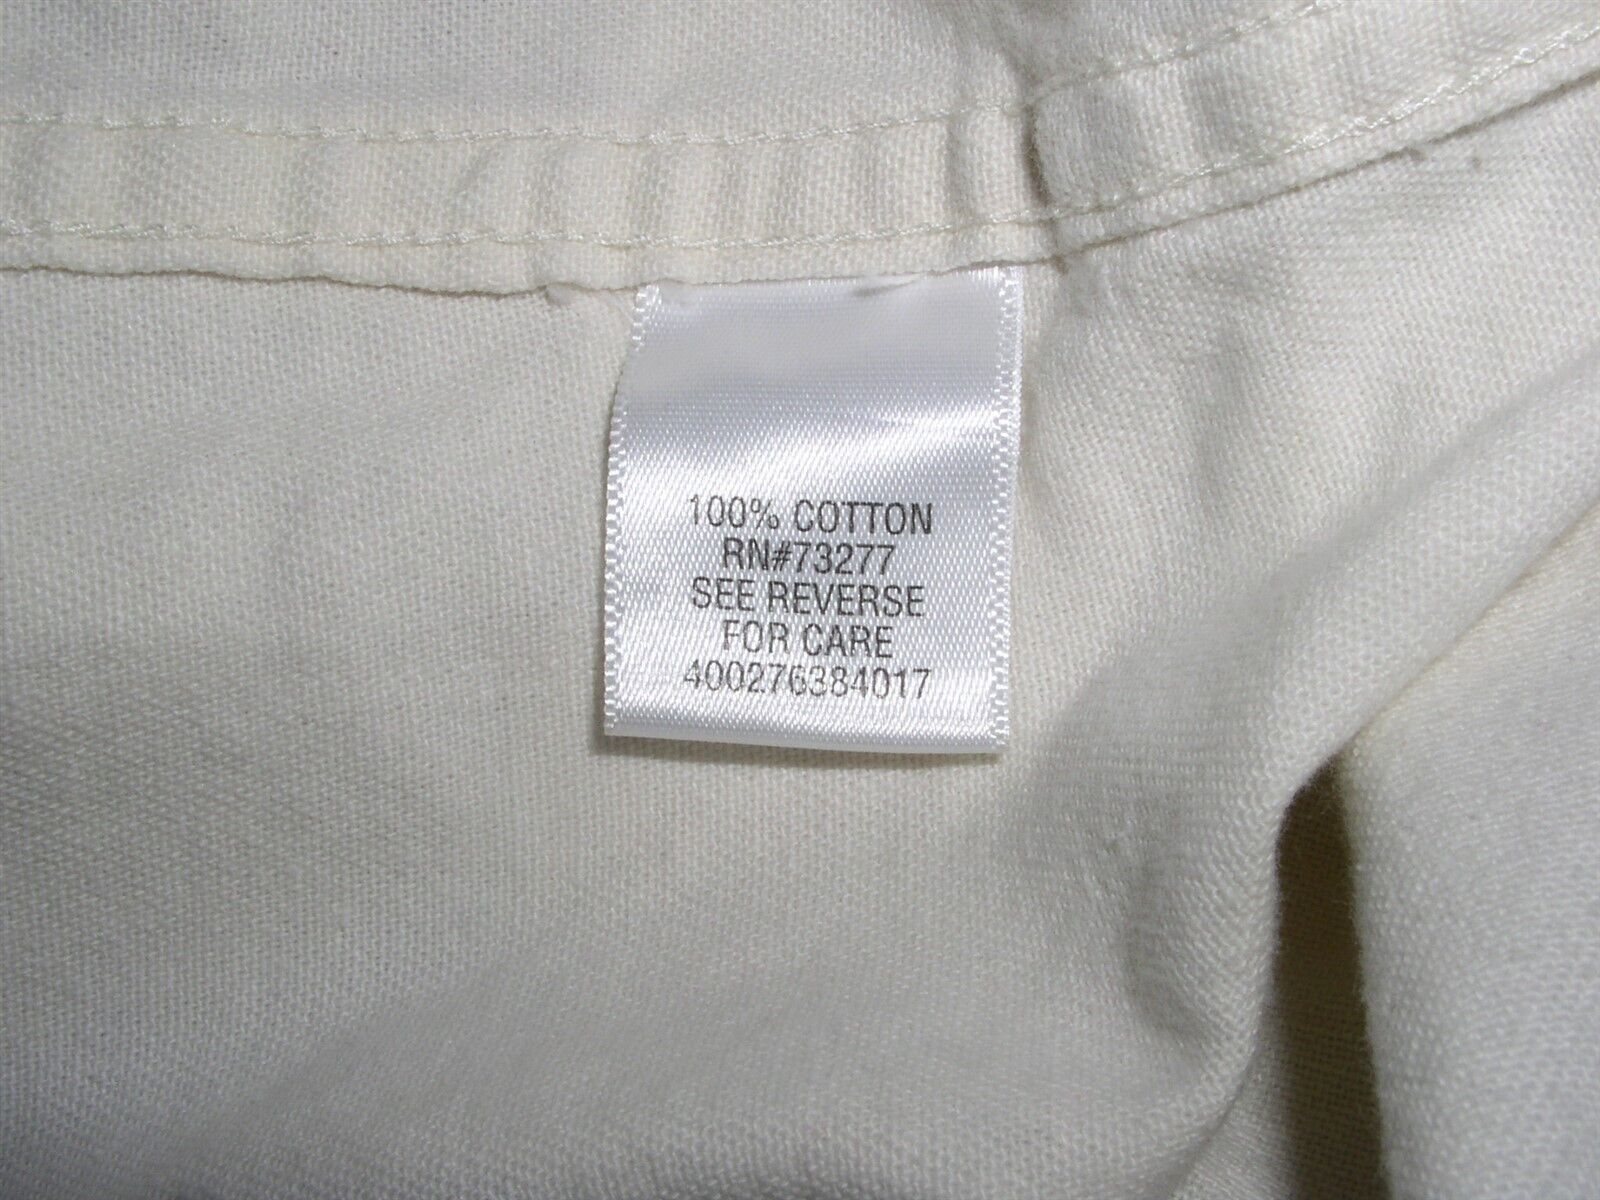 100% COTTON
RN#73277
SEE REVERSE
FOR CARE
400276384017